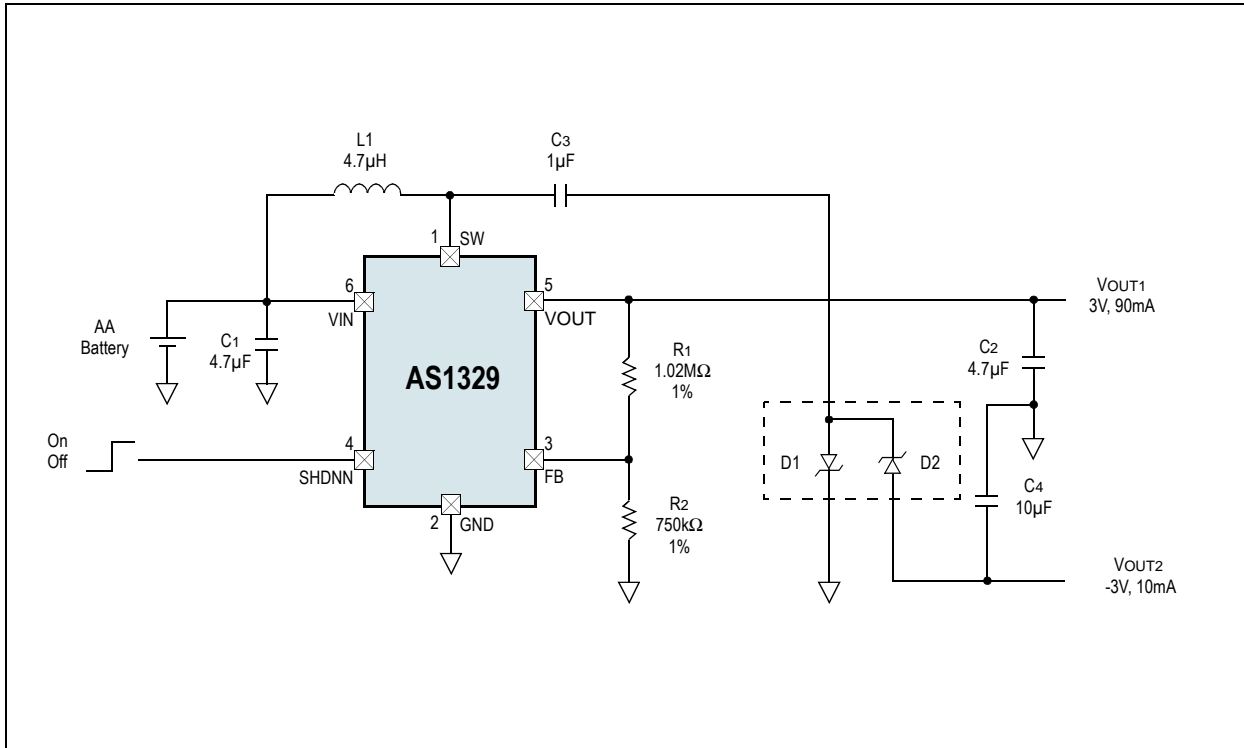 L1
4.7µH
C3
1µF
1
SW
6
VIN
5
VOUT
VOUT1
3V, 90mA
AA
Battery
C1
4.7µF
AS1329
R1
1.02MΩ
1%
C2
4.7µF
On
Off
4
SHDNN
3
FB
D1
D2
C4
10µF
2
GND
R2
750kΩ
1%
VOUT2
-3V, 10mA